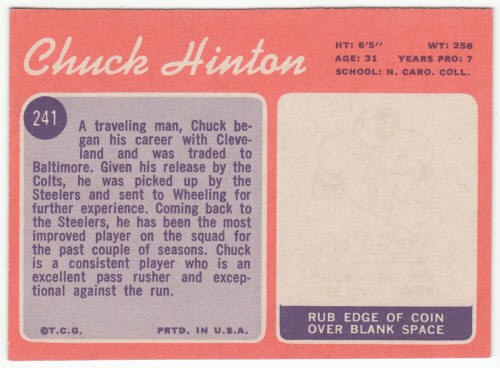 Chuck Hinton
HT: 6'5" WT: 258
AGE: 31 YEARS PRO: 7
SCHOOL: N. CARO. COLL.
241
A traveling man, Chuck be-
gan his career with Cleve-
land and was traded to
Baltimore. Given his release by the
Colts, he was picked up by the
Steelers and sent to Wheeling for
further experience. Coming back to
the Steelers, he has been the most
improved player on the squad for
the past couple of seasons. Chuck
is a consistent player who is an
excellent pass rusher and excep-
tional against the run.
©T.C.G. PRTD. IN U.S.A.
RUB EDGE OF COIN
OVER BLANK SPACE